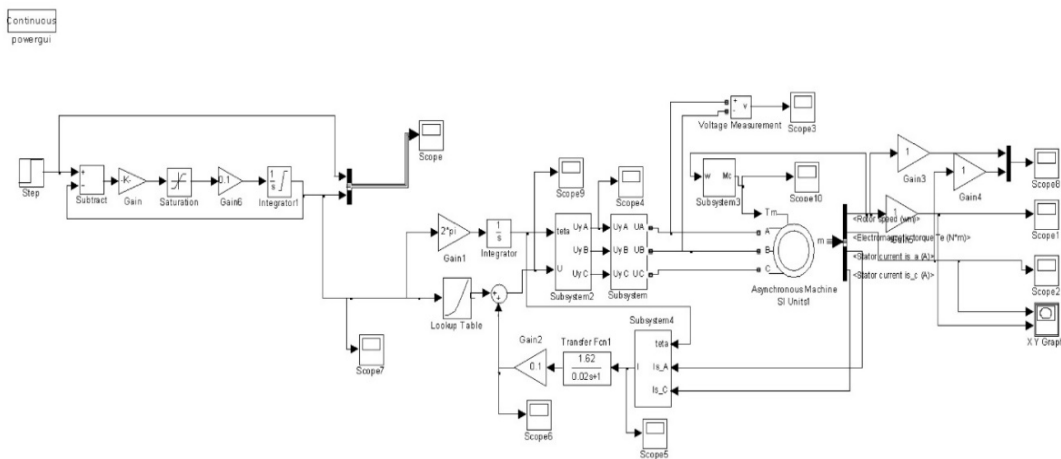 Continuous
powergui
Step
+
-
Subtract
-K-
Gain
Saturation
0.1
Gain6
1
s
Integrator1
Scope
2*pi
Gain1
1
s
Integrator
Lookup Table
Scope7
+
+
Scope9
teta
U
UyA
UyB
UyC
Subsystem2
Scope4
UyA
UyB
UyC
UA
UB
UC
Subsystem
+
-
v
Voltage Measurement
Scope3
w
Mc
Subsystem3
Scope10
Tm
A
B
C
m
Asynchronous Machine
SI Units1
<Rotor speed (wm)>
<Electromagnetic torque Te (N*m)>
<Stator current is_a (A)>
<Stator current is_c (A)>
1
Gain3
1
Gain4
1
Scope8
Scope1
Scope2
XY Graph
Subsystem4
teta
Is_A
Is_C
I
Transfer Fcn1
1.62
0.02s+1
Gain2
0.1
Scope6
Scope5